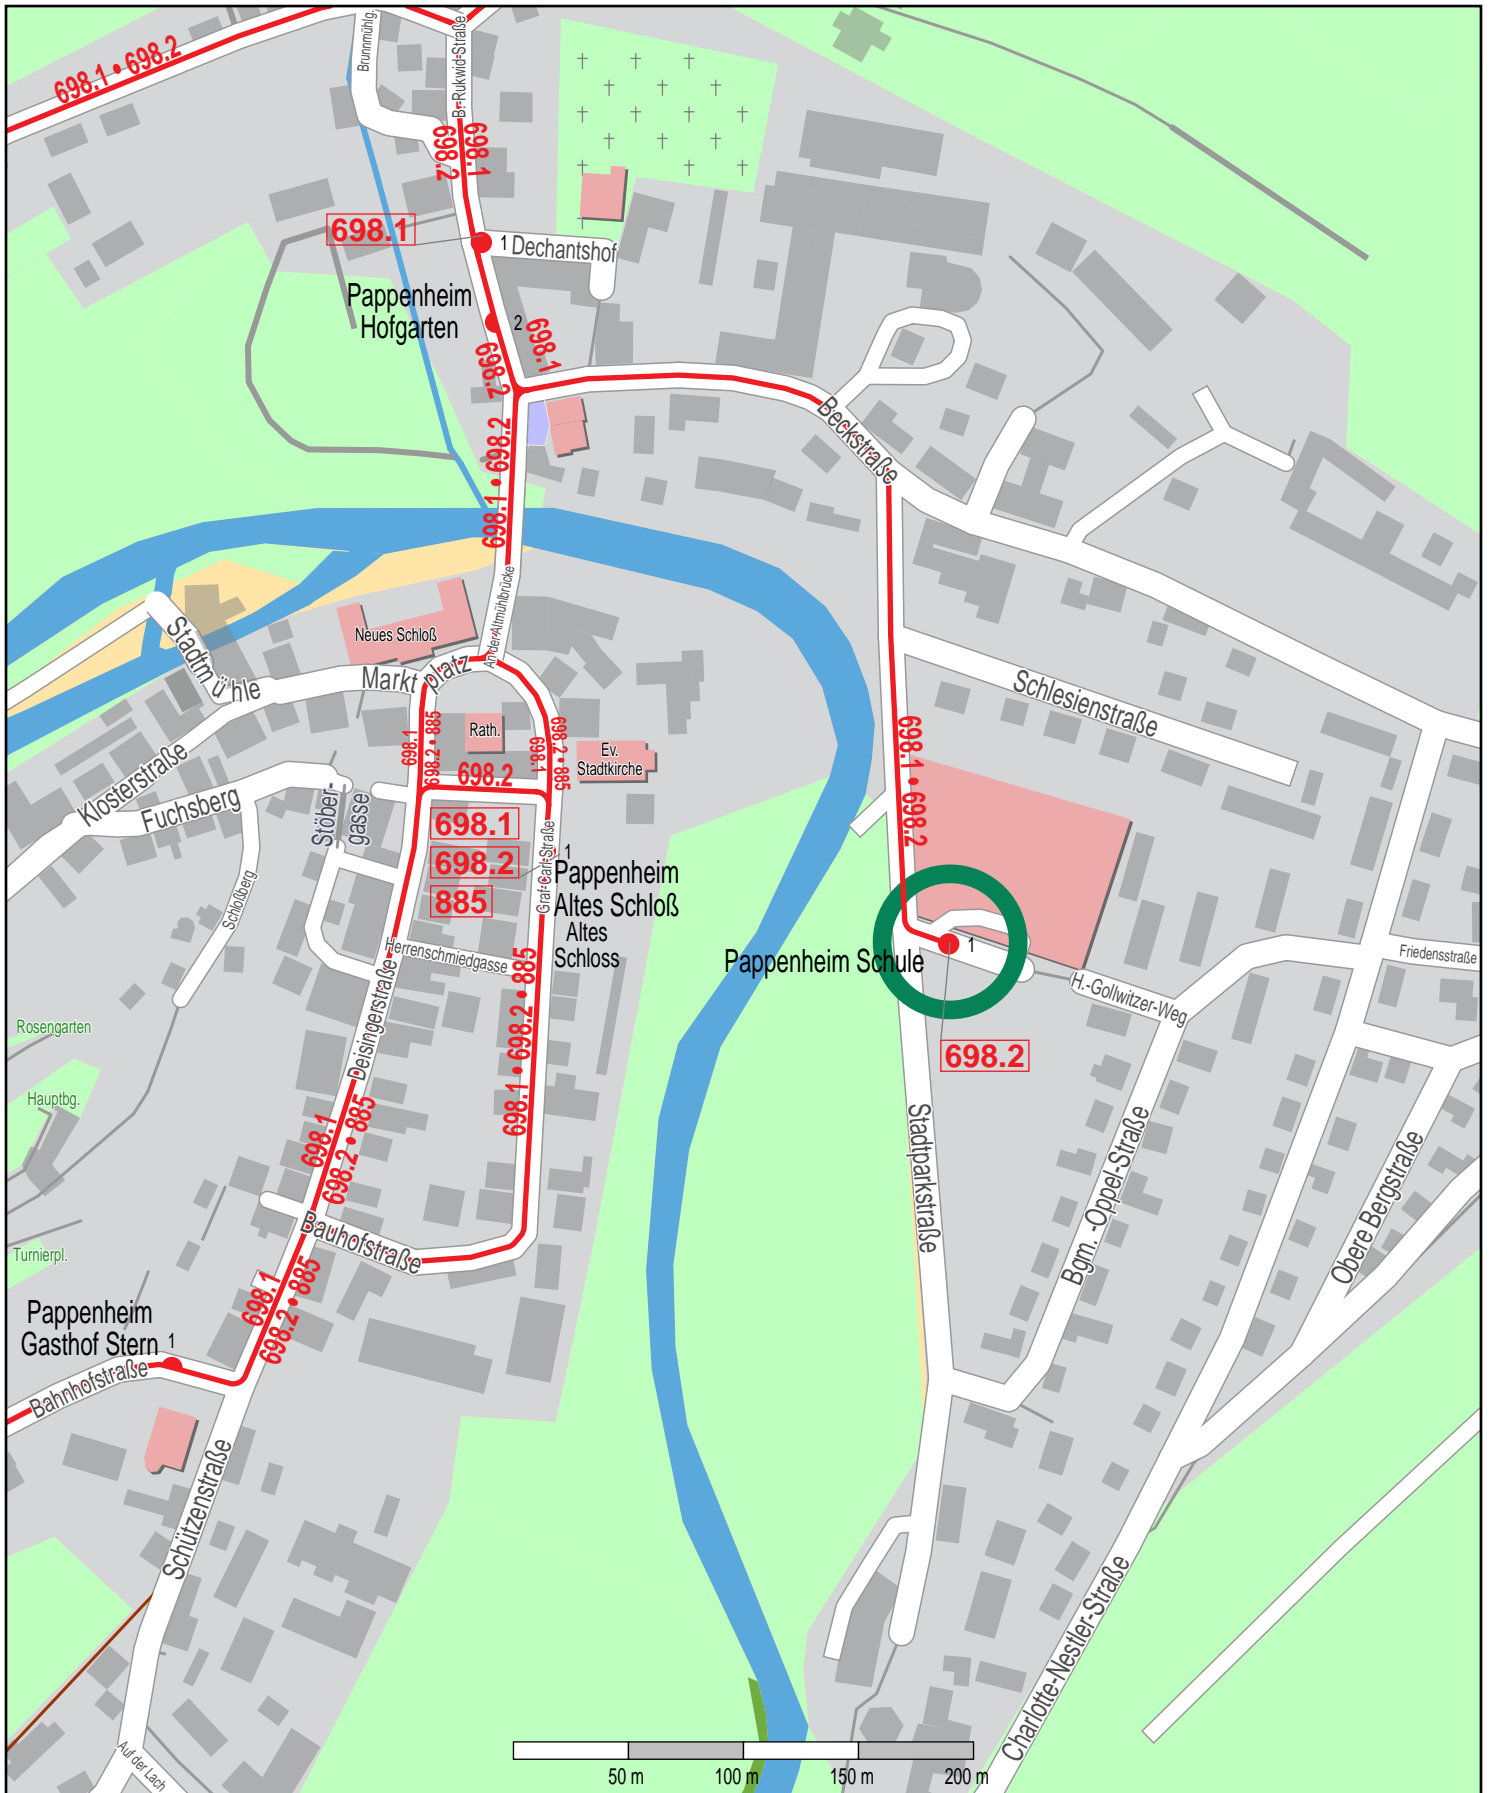 698.1 • 698.2
Brunnmühlg.
B.-Rukwid-Straße
698.2
698.1
698.1
1
Dechantshof
Pappenheim
Hofgarten
2
698.1
698.2
698.1 • 698.2
Beckstraße
An der Altmühlbrücke
Neues Schloß
Stadtmühle
Marktplatz
Schlesienstraße
698.1
698.2 • 885
Rath.
698.1
698.2 • 885
Ev.
Stadtkirche
698.2
698.1 • 698.2
Klosterstraße
Fuchsberg
Stöber-
gasse
698.1
698.2
885
Graf-Carl-Straße
1
Pappenheim
Altes Schloß
Altes
Schloss
Schloßberg
Herrenschmiedgasse
Pappenheim Schule
1
Friedensstraße
H.-Gollwitzer-Weg
698.2
Rosengarten
Hauptbg.
Deisingerstraße
698.1 • 698.2 • 885
698.1
698.2 • 885
Stadtparkstraße
Bgm.-Oppel-Straße
Obere Bergstraße
Turnierpl.
Bauhofstraße
698.1
698.2 • 885
Pappenheim
Gasthof Stern
1
Bahnhofstraße
Schützenstraße
Charlotte-Nestler-Straße
Auf der Lach
50 m
100 m
150 m
200 m